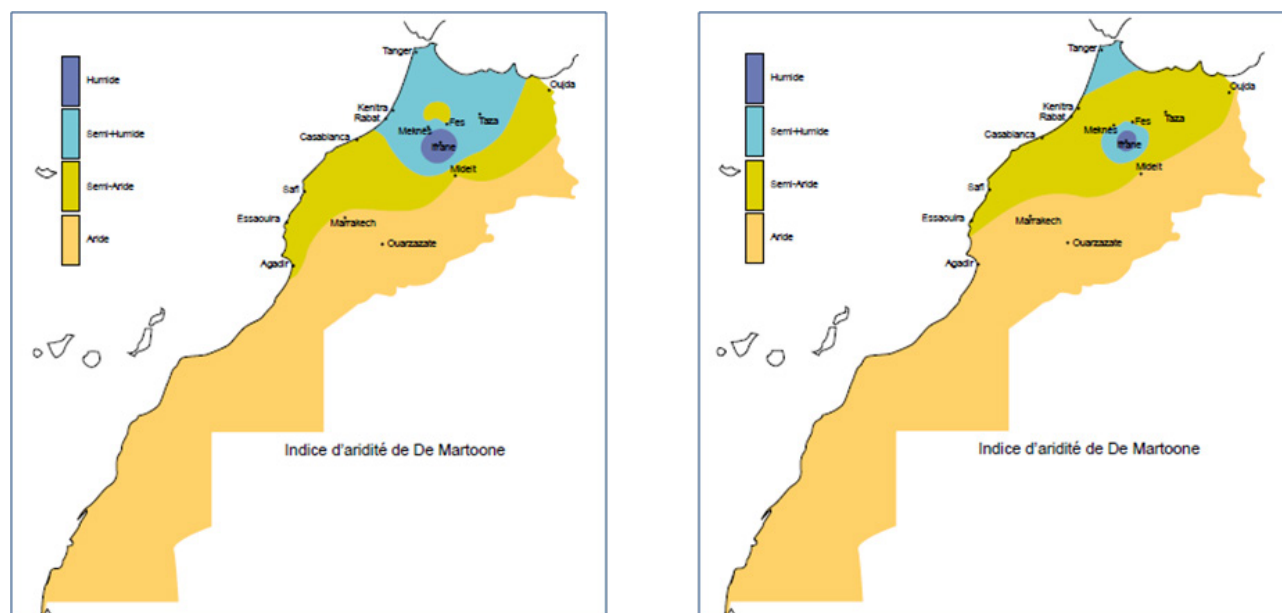 Tanger
Humide
Oujda
Kenitra
Rabat
Semi-Humide
Meknès
Fes
Taza
Casablanca
Ifrane
Midelt
Semi-Aride
Safi
Essaouira
Marrakech
Aride
Ouarzazate
Agadir
Indice d'aridité de De Martoone
Tanger
Humide
Oujda
Kenitra
Rabat
Semi-Humide
Meknès
Fes
Taza
Casablanca
Ifrane
Midelt
Semi-Aride
Safi
Essaouira
Marrakech
Aride
Ouarzazate
Agadir
Indice d'aridité de De Martoone